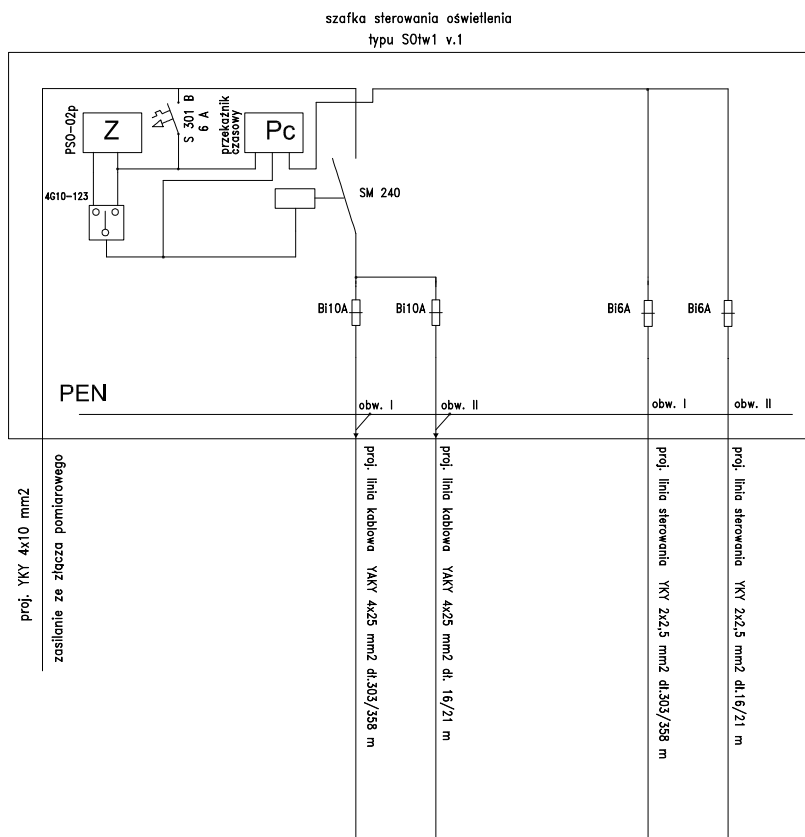 szafka sterowania oświetlenia
typu SOtw1 v.1
PSO-02p
Z
S 301 B
6 A
przekaźnik
czasowy
Pc
4G10-123
SM 240
Bi10A
Bi10A
Bi6A
Bi6A
PEN
obw. I
obw. II
obw. I
obw. II
proj. YKY 4x10 mm2
zasilanie ze złącza pomiarowego
proj. linia kablowa YAKY 4x25 mm2 dł.303/358 m
proj. linia kablowa YAKY 4x25 mm2 dł. 16/21 m
proj. linia sterowania YKY 2x2,5 mm2 dł.303/358 m
proj. linia sterowania YKY 2x2,5 mm2 dł.16/21 m